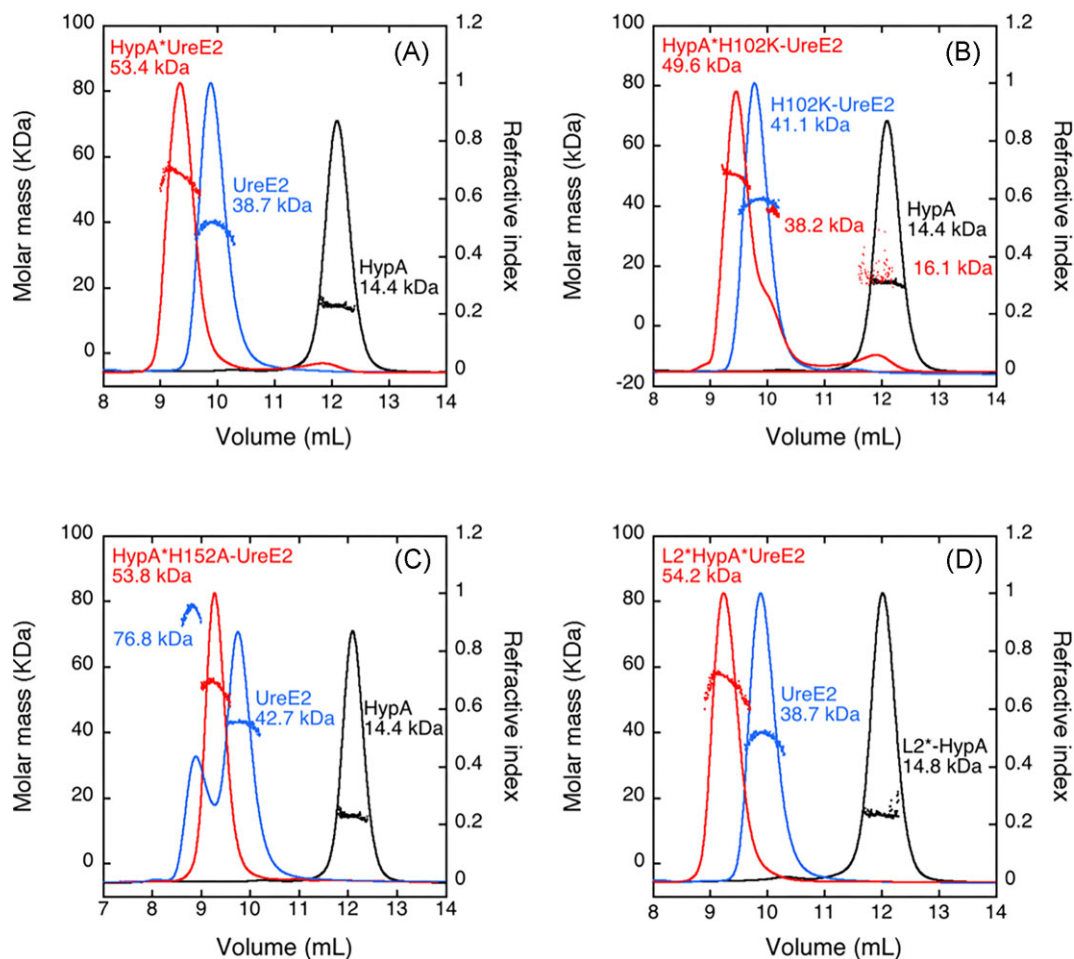 (A)
HypA*UreE2
53.4 kDa
UreE2
38.7 kDa
HypA
14.4 kDa
Molar mass (KDa)
100
80
60
40
20
0
Refractive index
1.2
1
0.8
0.6
0.4
0.2
0
8 9 10 11 12 13 14
Volume (mL)
(B)
HypA*H102K-UreE2
49.6 kDa
H102K-UreE2
41.1 kDa
38.2 kDa
HypA
14.4 kDa
16.1 kDa
Molar mass (kDa)
100
80
60
40
20
0
-20
Refractive index
1.2
1
0.8
0.6
0.4
0.2
0
8 9 10 11 12 13 14
Volume (mL)
(C)
HypA*H152A-UreE2
53.8 kDa
76.8 kDa
UreE2
42.7 kDa
HypA
14.4 kDa
Molar mass (KDa)
100
80
60
40
20
0
Refractive index
1.2
1
0.8
0.6
0.4
0.2
0
7 8 9 10 11 12 13 14
Volume (mL)
(D)
L2*HypA*UreE2
54.2 kDa
UreE2
38.7 kDa
L2*-HypA
14.8 kDa
Molar mass (KDa)
100
80
60
40
20
0
Refractive index
1.2
1
0.8
0.6
0.4
0.2
0
8 9 10 11 12 13 14
Volume (mL)